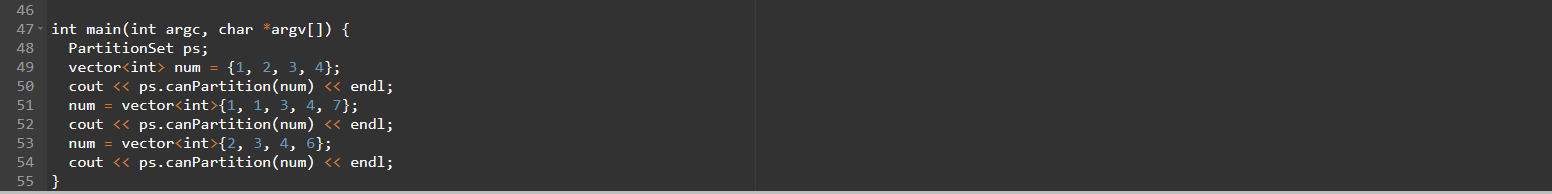 46
47 int main(int argc, char *argv[]) {
48   PartitionSet ps;
49   vector<int> num = {1, 2, 3, 4};
50   cout << ps.canPartition(num) << endl;
51   num = vector<int>{1, 1, 3, 4, 7};
52   cout << ps.canPartition(num) << endl;
53   num = vector<int>{2, 3, 4, 6};
54   cout << ps.canPartition(num) << endl;
55 }